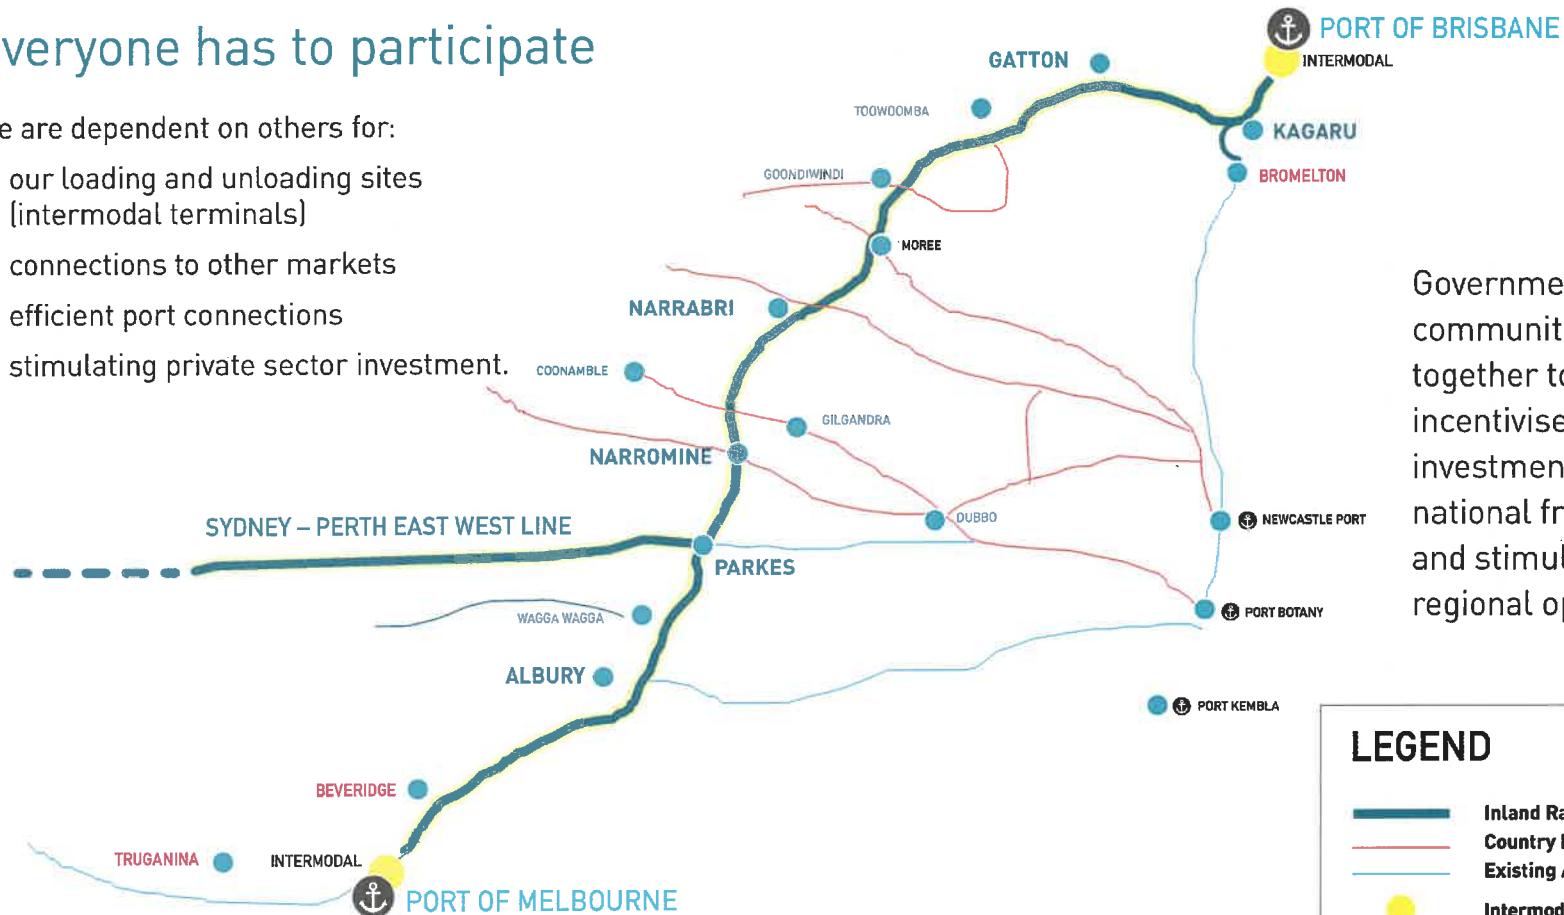 veryone has to participate
e are dependent on others for:
our loading and unloading sites
(intermodal terminals)
connections to other markets
efficient port connections
stimulating private sector investment.
PORT OF BRISBANE
INTERMODAL
GATTON
TOOWOOMBA
KAGARU
GOONDIWINDI
BROMELTON
MOREE
NARRABRI
COONAMBLE
GILGANDRA
NARROMINE
SYDNEY – PERTH EAST WEST LINE
DUBBO
NEWCASTLE PORT
PARKES
WAGGA WAGGA
PORT BOTANY
ALBURY
PORT KEMBLA
BEVERIDGE
TRUGANINA
INTERMODAL
PORT OF MELBOURNE
Governme
communit
together to
incentivise
investmen
national fr
and stimul
regional op
LEGEND
Inland Ra
Country
Existing
Intermod